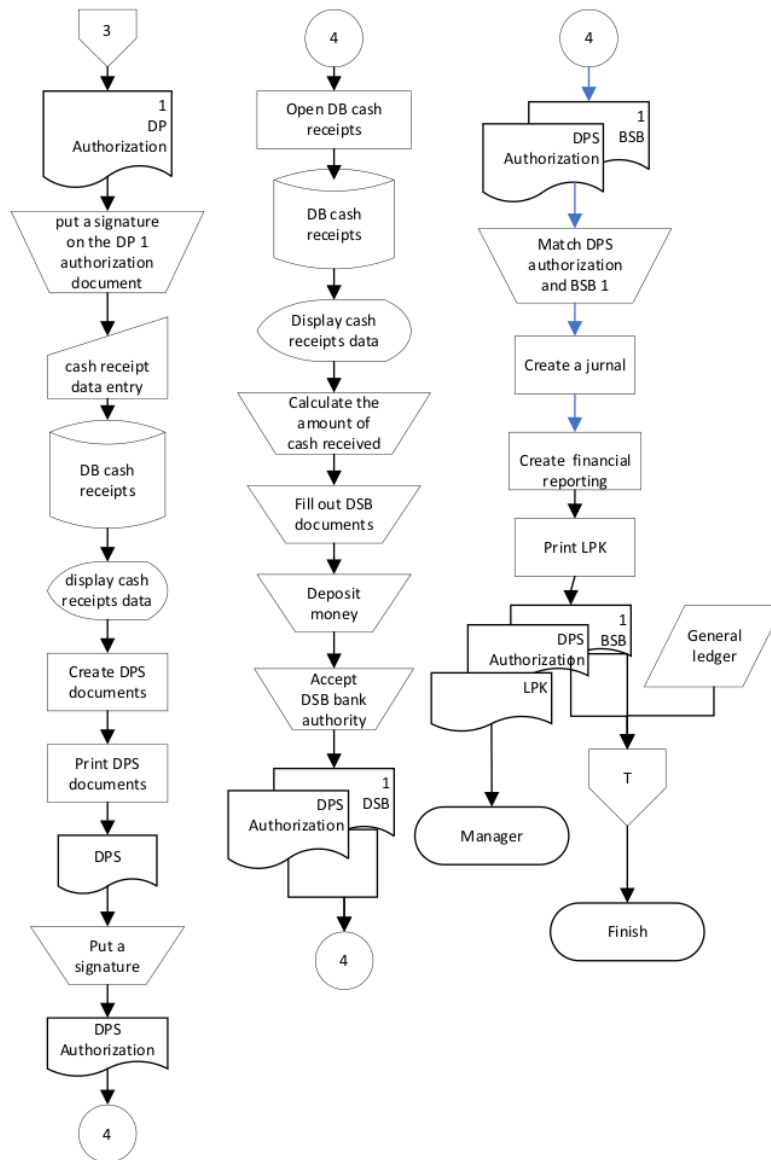 3
1
DP
Authorization
put a signature
on the DP 1
authorization
document
cash receipt
data entry
DB cash
receipts
display cash
receipts data
Create DPS
documents
Print DPS
documents
DPS
Put a
signature
DPS
Authorization
4
4
Open DB cash
receipts
DB cash
receipts
Display cash
receipts data
Calculate the
amount of
cash received
Fill out DSB
documents
Deposit
money
Accept
DSB bank
authority
1
DSB
DPS
Authorization
4
4
1
BSB
DPS
Authorization
Match DPS
authorization
and BSB 1
Create a jurnal
Create financial
reporting
Print LPK
1
BSB
DPS
Authorization
LPK
General
ledger
T
Manager
Finish